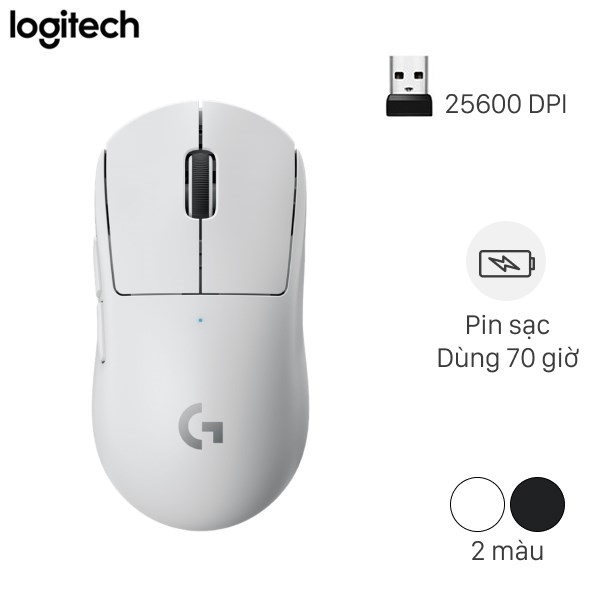 logitech
25600 DPI
Pin sạc
Dùng 70 giờ
2 màu
G